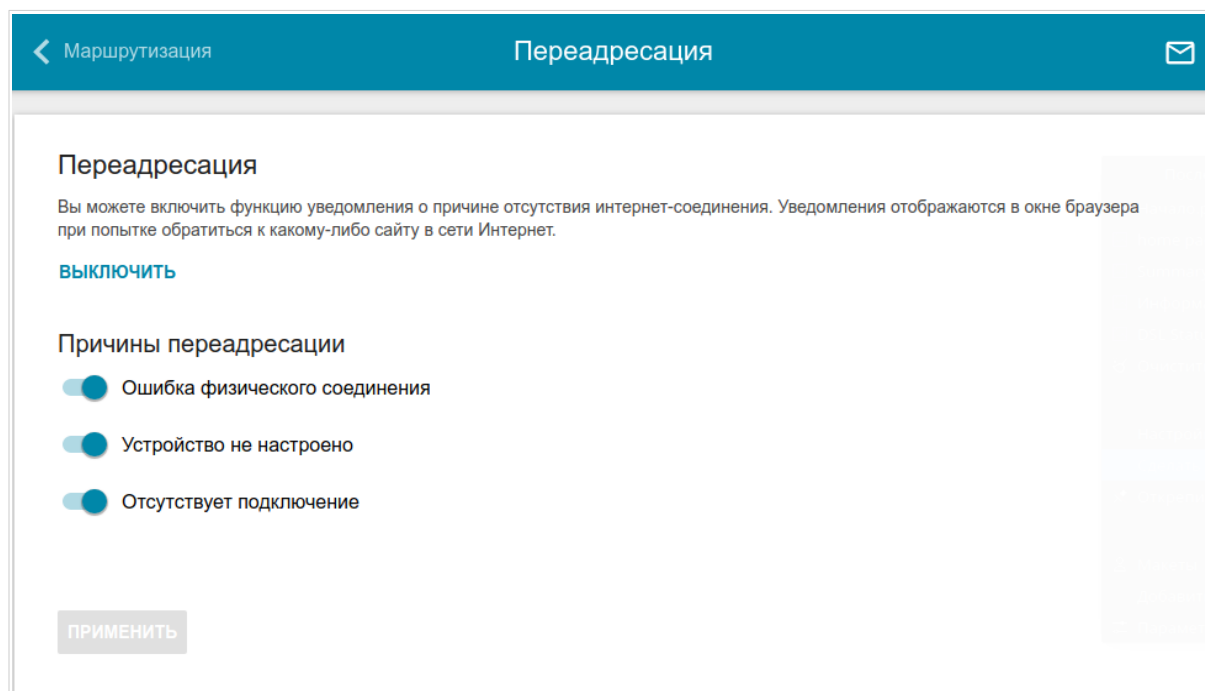 Маршрутизация
Переадресация
Переадресация
Вы можете включить функцию уведомления о причине отсутствия интернет-соединения. Уведомления отображаются в окне браузера
при попытке обратиться к какому-либо сайту в сети Интернет.
ВЫКЛЮЧИТЬ
Причины переадресации
Ошибка физического соединения
Устройство не настроено
Отсутствует подключение
ПРИМЕНИТЬ